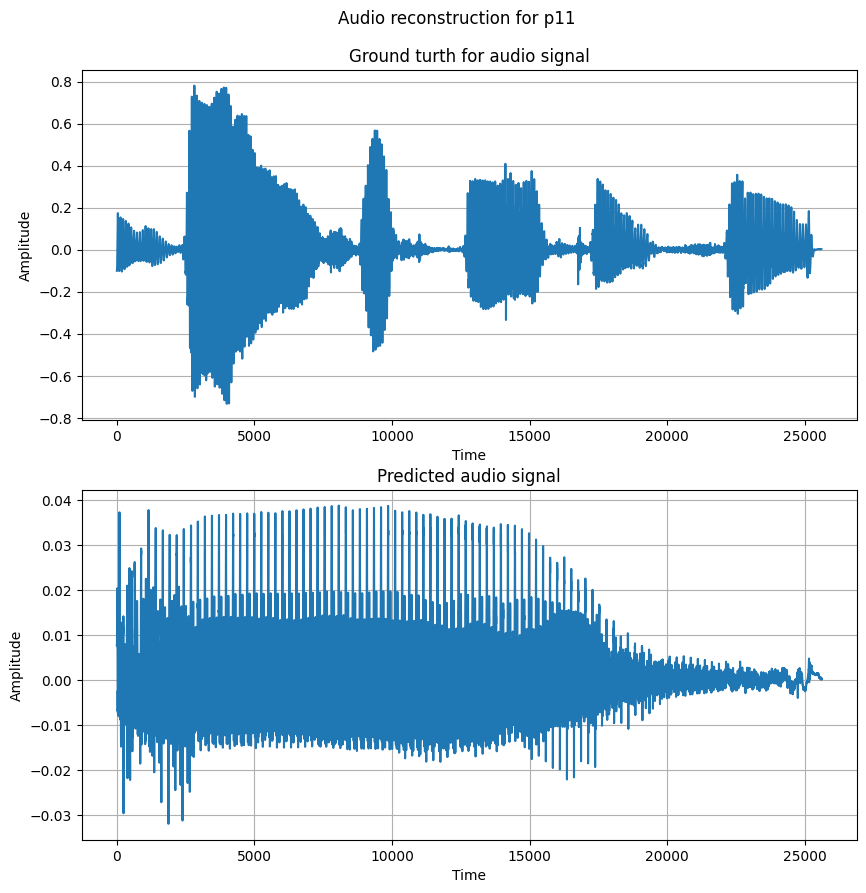 Audio reconstruction for p11
Ground turth for audio signal
0.8
0.6
0.4
0.2
0.0
−0.2
−0.4
−0.6
−0.8
Amplitude
0 5000 10000 15000 20000 25000
Time
Predicted audio signal
0.04
0.03
0.02
0.01
0.00
−0.01
−0.02
−0.03
Amplitude
0 5000 10000 15000 20000 25000
Time